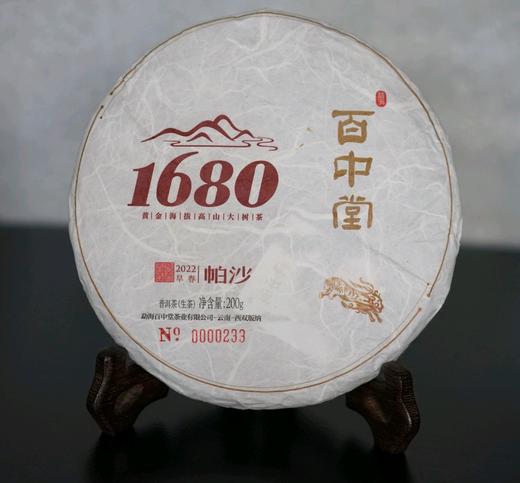 百中堂
1680
黄金海拔高山大树茶
2022
早春
帕沙
普洱茶(生茶) 净含量:200g
勐海百中堂茶业有限公司-云南-西双版纳
No. 0000233